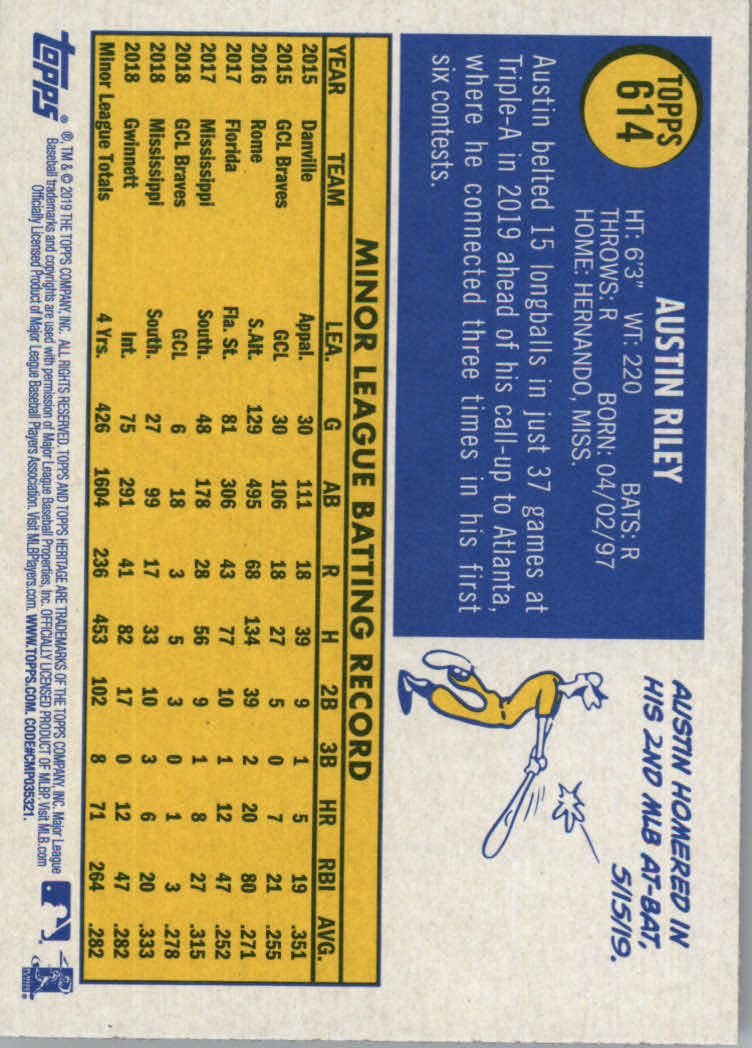 TOPPS
614
AUSTIN RILEY
HT: 6'3" WT: 220 BATS: R
THROWS: R BORN: 04/02/97
HOME: HERNANDO, MISS.
Austin belted 15 longballs in just 37 games at
Triple-A in 2019 ahead of his call-up to Atlanta,
where he connected three times in his first
six contests.
AUSTIN HOMERED IN
HIS 2ND MLB AT-BAT,
5/15/19.
MINOR LEAGUE BATTING RECORD
YEAR TEAM LEA. G AB R H 2B 3B HR RBI AVG.
2015 Danville Appal. 30 111 18 39 9 1 5 19 .351
2015 GCL Braves GCL 30 106 18 27 5 0 7 21 .255
2016 Rome S.Alt. 129 495 68 134 39 2 20 80 .271
2017 Florida Fla. St. 81 306 43 77 10 1 12 47 .252
2017 Mississippi South. 48 178 28 56 9 1 8 27 .315
2018 GCL Braves GCL 6 18 3 5 3 0 1 3 .278
2018 Mississippi South. 27 99 17 33 10 3 6 20 .333
2018 Gwinnett Int. 75 291 41 82 17 0 12 47 .282
Minor League Totals 4 Yrs. 426 1604 236 453 102 8 71 264 .282
topps
®, TM & © 2019 THE TOPPS COMPANY, INC. ALL RIGHTS RESERVED. TOPPS AND TOPPS HERITAGE ARE TRADEMARKS OF THE TOPPS COMPANY, INC. Major League
Baseball trademarks and copyrights are used with permission of Major League Baseball Properties, Inc. OFFICIALLY LICENSED PRODUCT OF MLBP. Visit MLB.com
Officially Licensed Product of Major League Baseball Players Association. Visit MLBPlayers.com. WWW.TOPPS.COM. CODE#CMP035321.